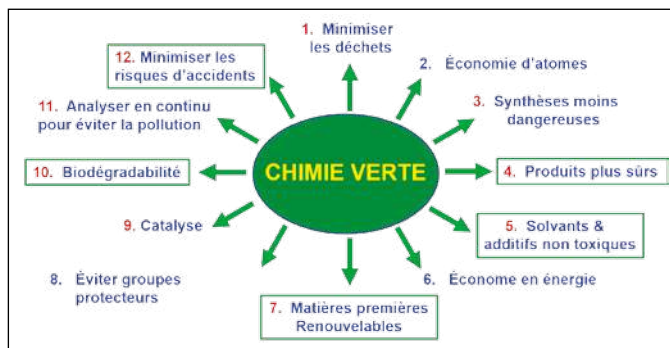 1. Minimiser
les déchets
2. Économie d'atomes
3. Synthèses moins
dangereuses
4. Produits plus sûrs
5. Solvants &
additifs non toxiques
6. Économe en énergie
7. Matières premières
Renouvelables
8. Éviter groupes
protecteurs
9. Catalyse
10. Biodégradabilité
11. Analyser en continu
pour éviter la pollution
12. Minimiser les
risques d'accidents
CHIMIE VERTE